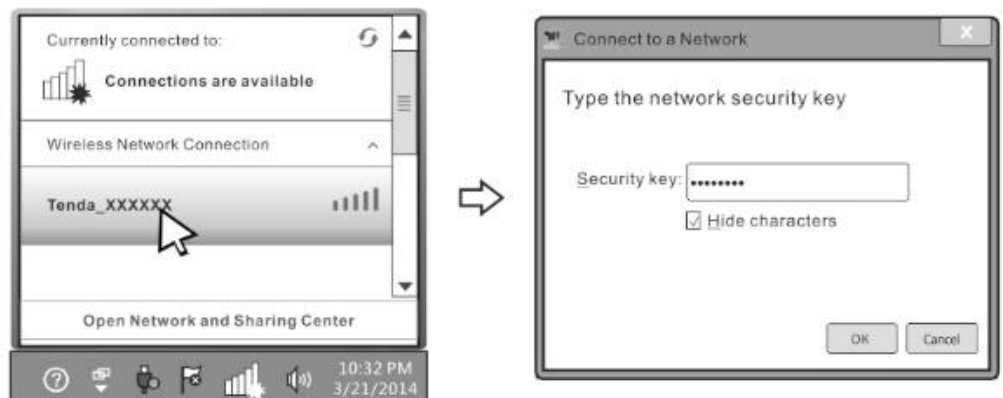 Currently connected to:
Connections are available
Wireless Network Connection
Tenda_XXXXXX
Open Network and Sharing Center
10:32 PM
3/21/2014
Connect to a Network
Type the network security key
Security key: ••••••••
Hide characters
OK
Cancel